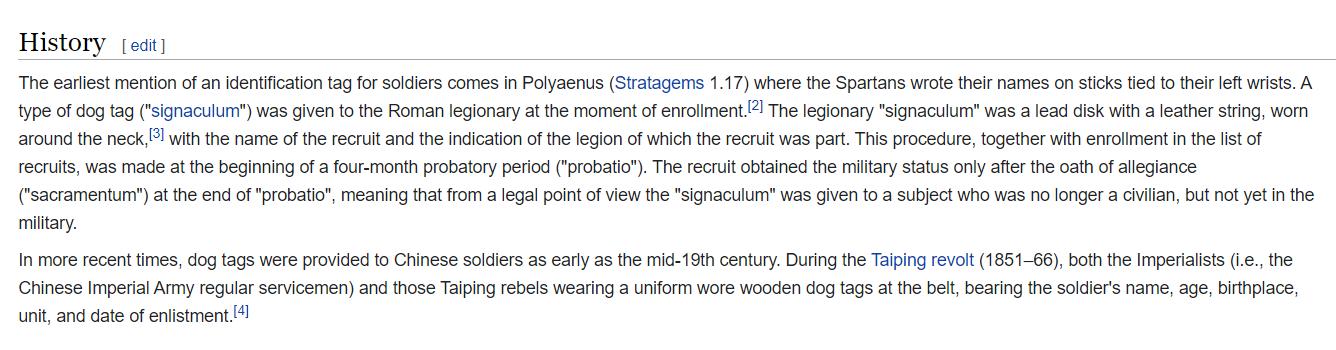 History [ edit ]
The earliest mention of an identification tag for soldiers comes in Polyaenus (Stratagems 1.17) where the Spartans wrote their names on sticks tied to their left wrists. A
type of dog tag ("signaculum") was given to the Roman legionary at the moment of enrollment.[2] The legionary "signaculum" was a lead disk with a leather string, worn
around the neck,[3] with the name of the recruit and the indication of the legion of which the recruit was part. This procedure, together with enrollment in the list of
recruits, was made at the beginning of a four-month probatory period ("probatio"). The recruit obtained the military status only after the oath of allegiance
("sacramentum") at the end of "probatio", meaning that from a legal point of view the "signaculum" was given to a subject who was no longer a civilian, but not yet in the
military.
In more recent times, dog tags were provided to Chinese soldiers as early as the mid-19th century. During the Taiping revolt (1851–66), both the Imperialists (i.e., the
Chinese Imperial Army regular servicemen) and those Taiping rebels wearing a uniform wore wooden dog tags at the belt, bearing the soldier's name, age, birthplace,
unit, and date of enlistment.[4]